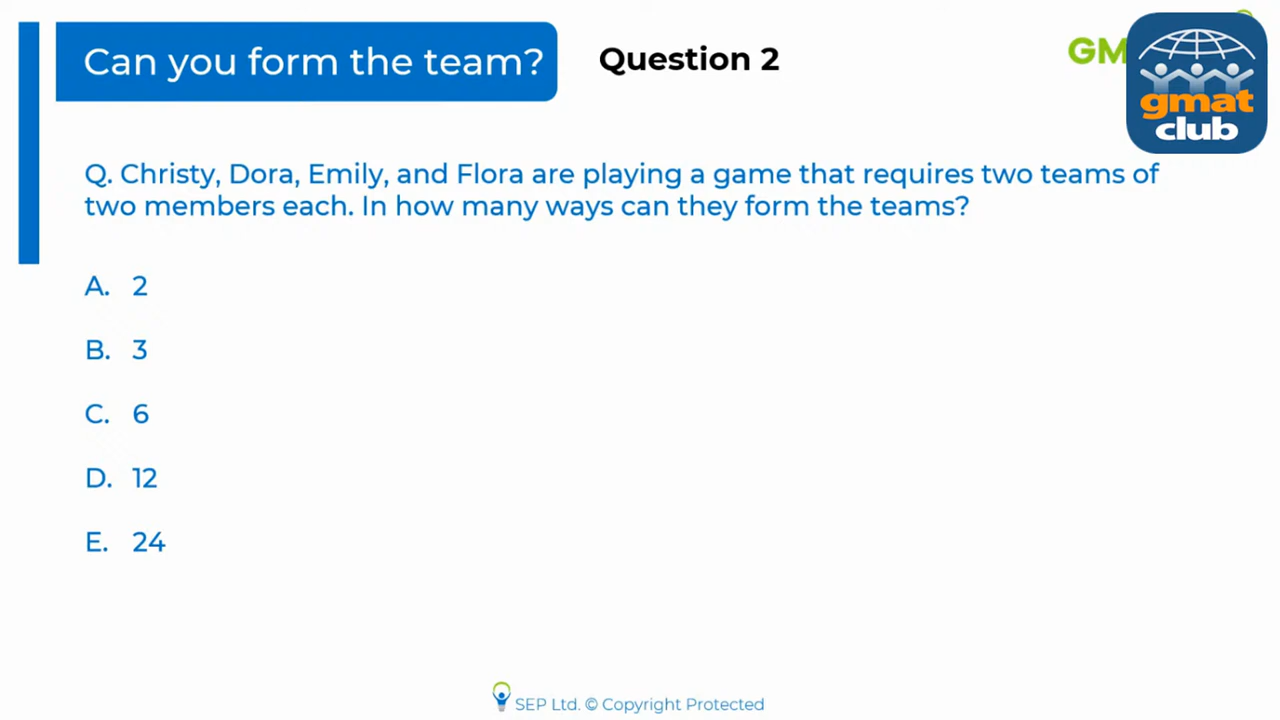 Can you form the team? Question 2
GM
gmat
club
Q. Christy, Dora, Emily, and Flora are playing a game that requires two teams of
two members each. In how many ways can they form the teams?
A. 2
B. 3
C. 6
D. 12
E. 24
SEP Ltd. © Copyright Protected